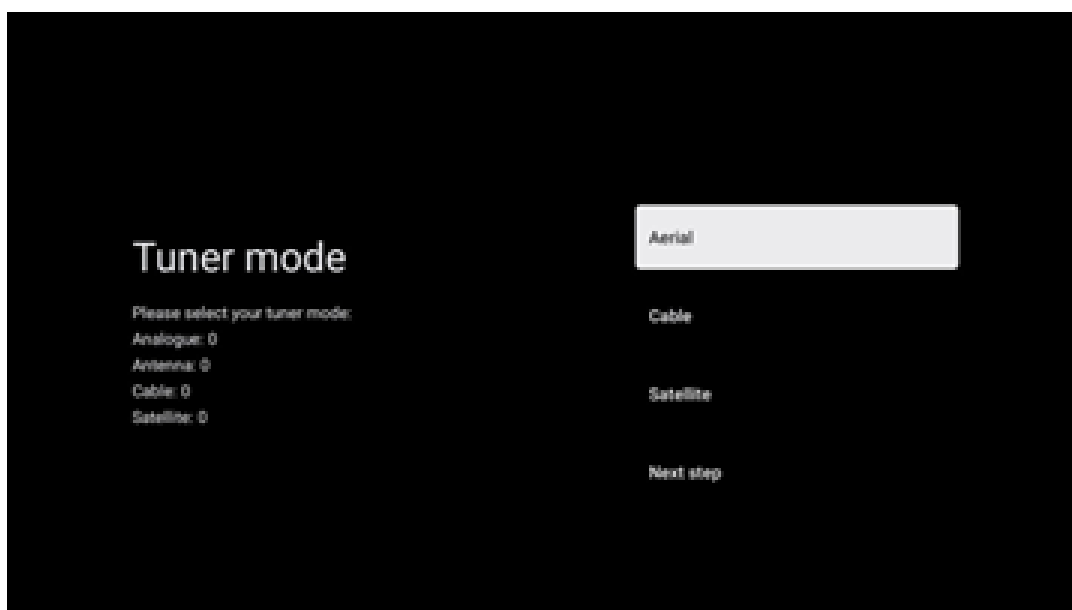 Tuner mode
Please select your tuner mode:
Analogue: 0
Antenna: 0
Cable: 0
Satellite: 0
Aerial
Cable
Satellite
Next step